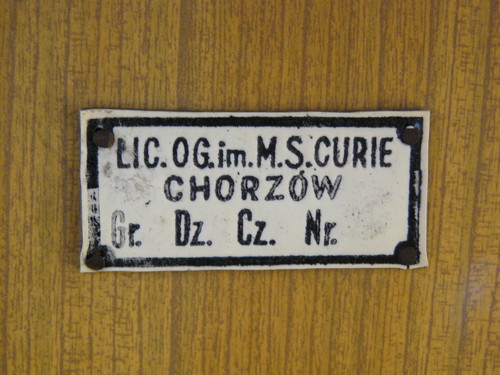 LIC.OG.im.M.S.CURIE
CHORZÓW
Gr. Dz. Cz. Nr.